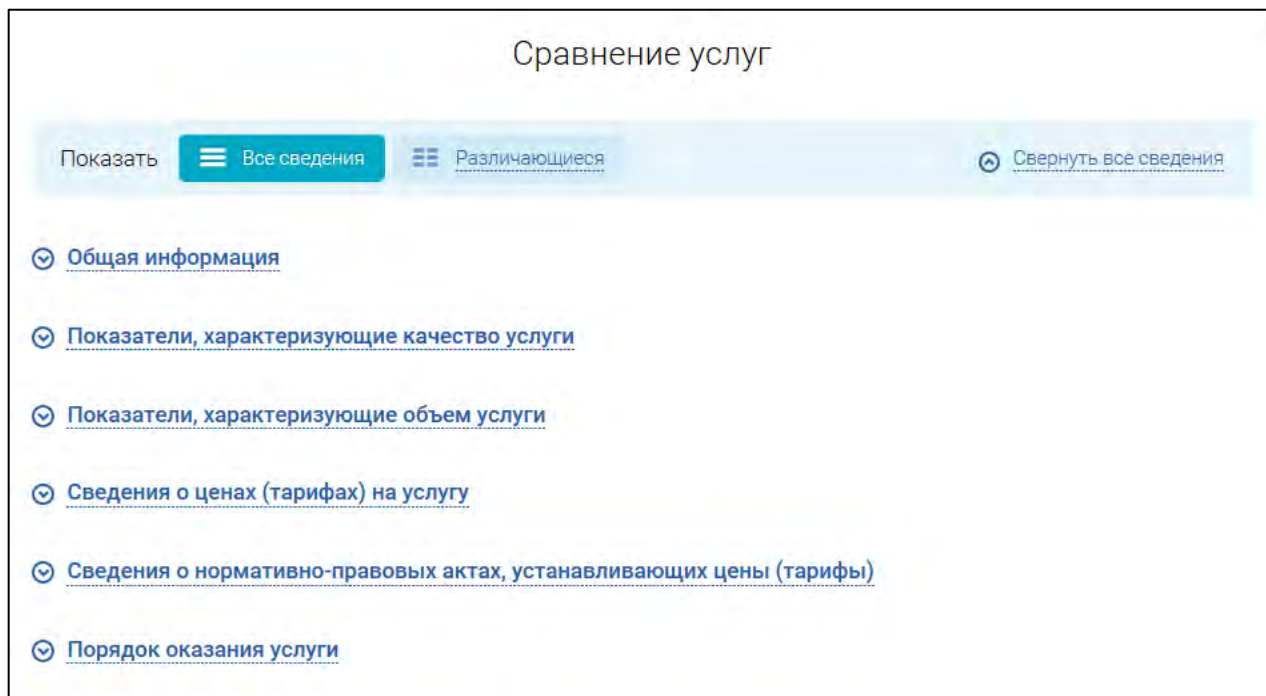 Сравнение услуг
Показать Все сведения Различающиеся Свернуть все сведения
Общая информация
Показатели, характеризующие качество услуги
Показатели, характеризующие объем услуги
Сведения о ценах (тарифах) на услугу
Сведения о нормативно-правовых актах, устанавливающих цены (тарифы)
Порядок оказания услуги